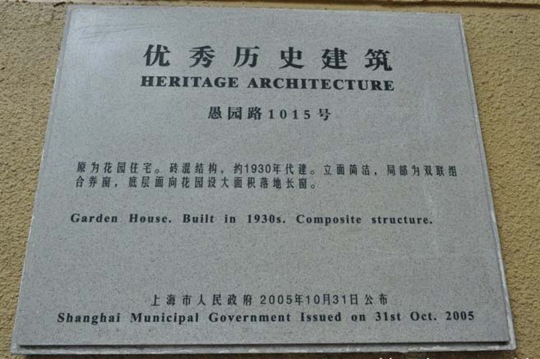 优秀历史建筑
HERITAGE ARCHITECTURE
愚园路1015号
原为花园住宅。砖混结构，约1930年代建。立面简洁，局部为双联组
合券窗，底层面向花园设大面积落地长窗。
Garden House. Built in 1930s. Composite structure.
上海市人民政府 2005年10月31日公布
Shanghai Municipal Government Issued on 31st Oct. 2005